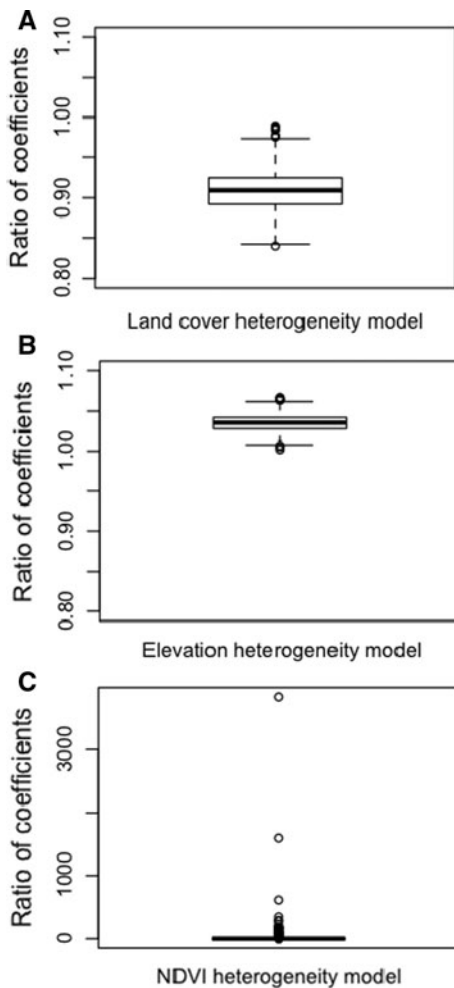 A
Ratio of coefficients
1.10
1.00
0.90
0.80
Land cover heterogeneity model
B
Ratio of coefficients
1.10
1.00
0.90
0.80
Elevation heterogeneity model
C
Ratio of coefficients
3000
1000
0
NDVI heterogeneity model